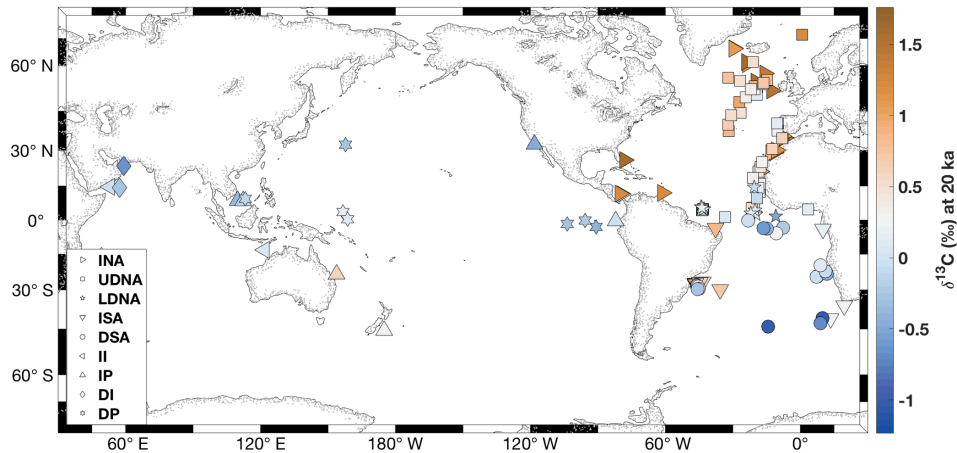 60° N
30° N
0° S
30° S
60° S
INA
UDNA
LDNA
ISA
DSA
II
IP
DI
DP
60° E
120° E
180° W
120° W
60° W
0°
1.5
1
0.5
0
-0.5
-1
δ¹³C (‰) at 20 ka